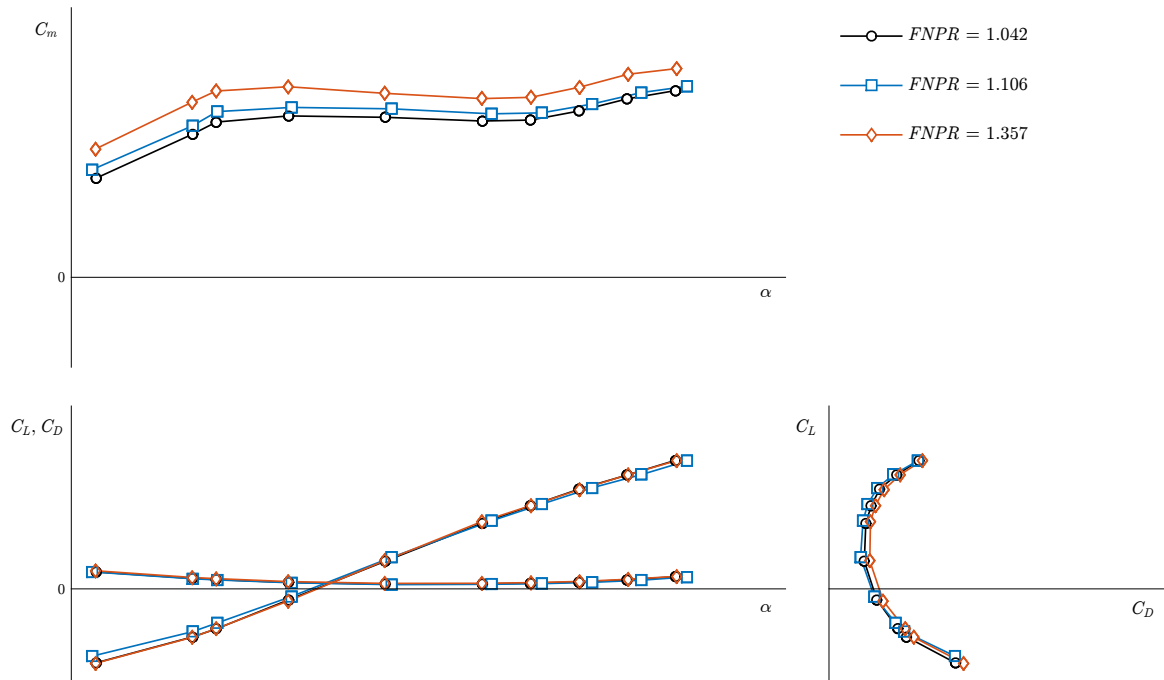 C_m
FNPR = 1.042
FNPR = 1.106
FNPR = 1.357
0
α
C_L, C_D
0
α
C_L
C_D